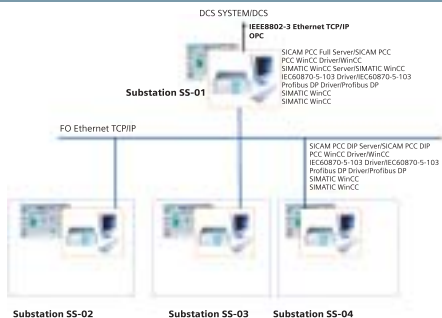 DCS SYSTEM/DCS
IEEE8802-3 Ethernet TCP/IP
OPC
SICAM PCC Full Server/SICAM PCC
PCC WinCC Driver/WinCC
SIMATIC WinCC Server/SIMATIC WinCC
IEC60870-5-103 Driver/IEC60870-5-103
Profibus DP Driver/Profibus DP
SIMATIC WinCC
SIMATIC WinCC
Substation SS-01
FO Ethernet TCP/IP
SICAM PCC DIP Server/SICAM PCC DIP
PCC WinCC Driver/WinCC
IEC60870-5-103 Driver/IEC60870-5-103
Profibus DP Driver/Profibus DP
SIMATIC WinCC
SIMATIC WinCC
Substation SS-02
Substation SS-03
Substation SS-04